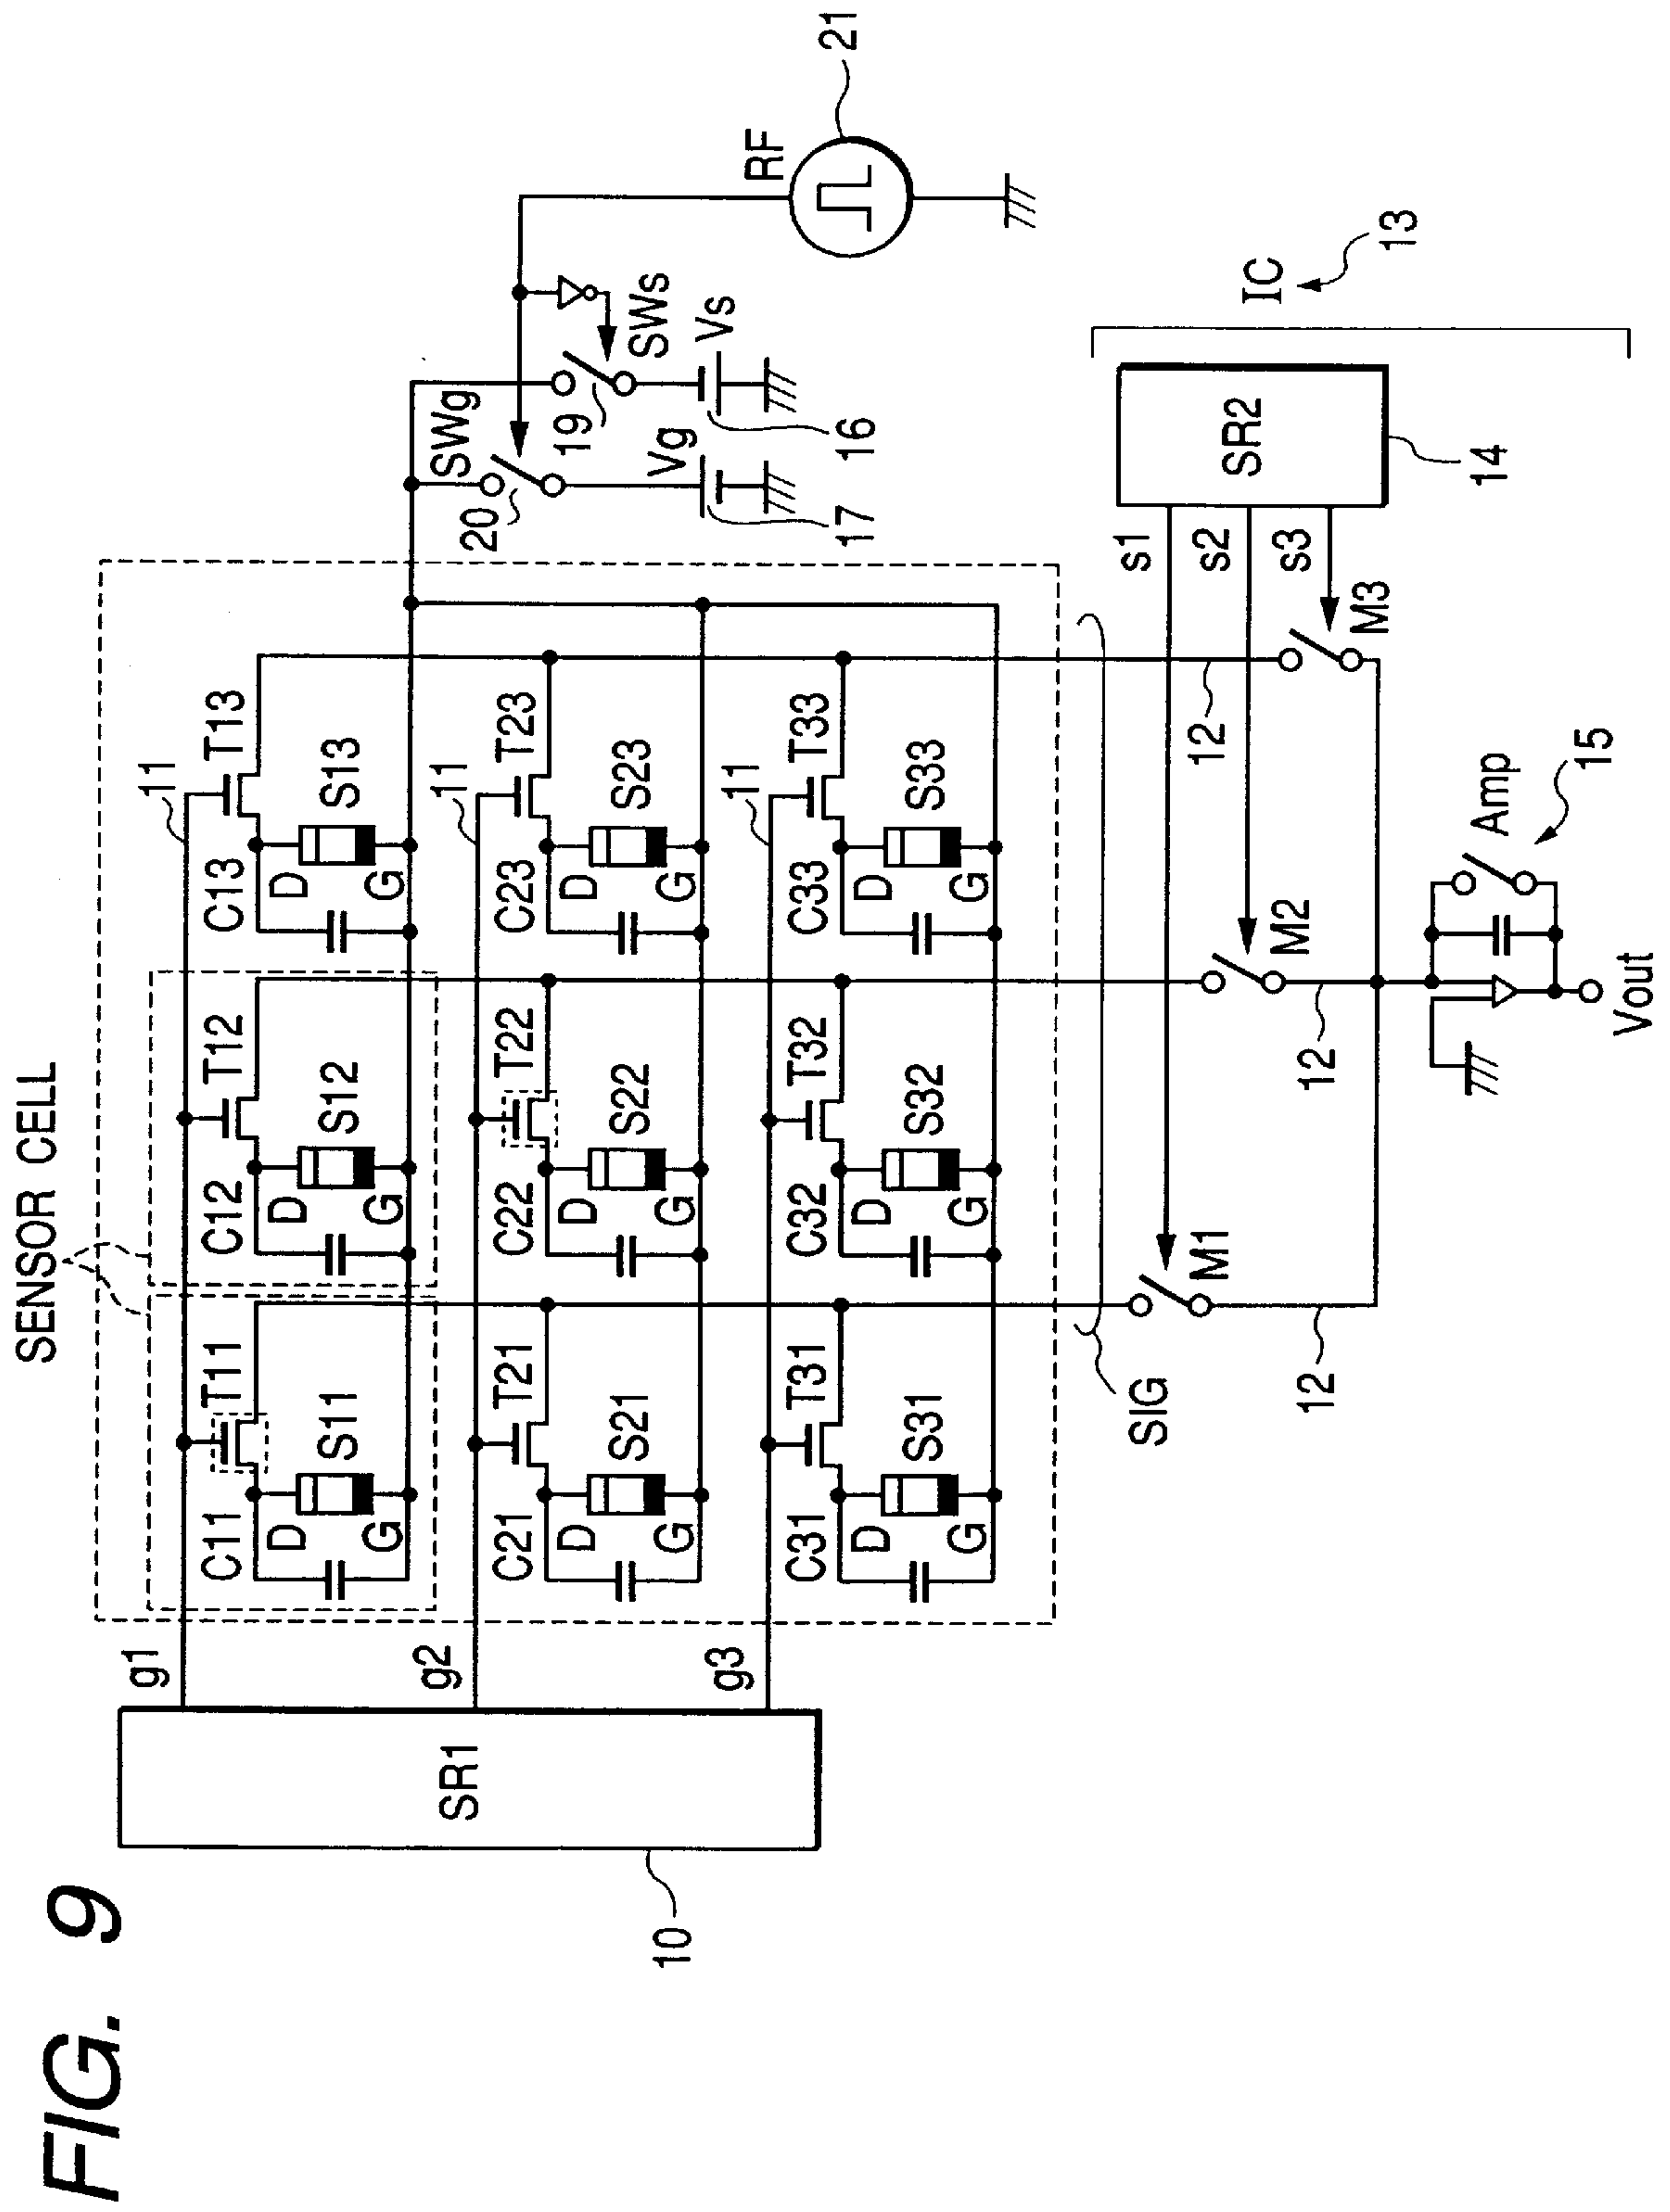 FIG. 9
SENSOR CELL
SR1
10
g1
g2
g3
11
11
11
C11
T11
D
S11
G
C12
T12
D
S12
G
C13
T13
D
S13
G
C21
T21
D
S21
G
C22
T22
D
S22
G
C23
T23
D
S23
G
C31
T31
D
S31
G
C32
T32
D
S32
G
C33
T33
D
S33
G
SWg
20
Vg
17
19
SWs
Vs
16
RF
21
SIG
s1
s2
s3
SR2
14
IC
13
M1
M2
M3
12
12
12
Amp
15
Vout